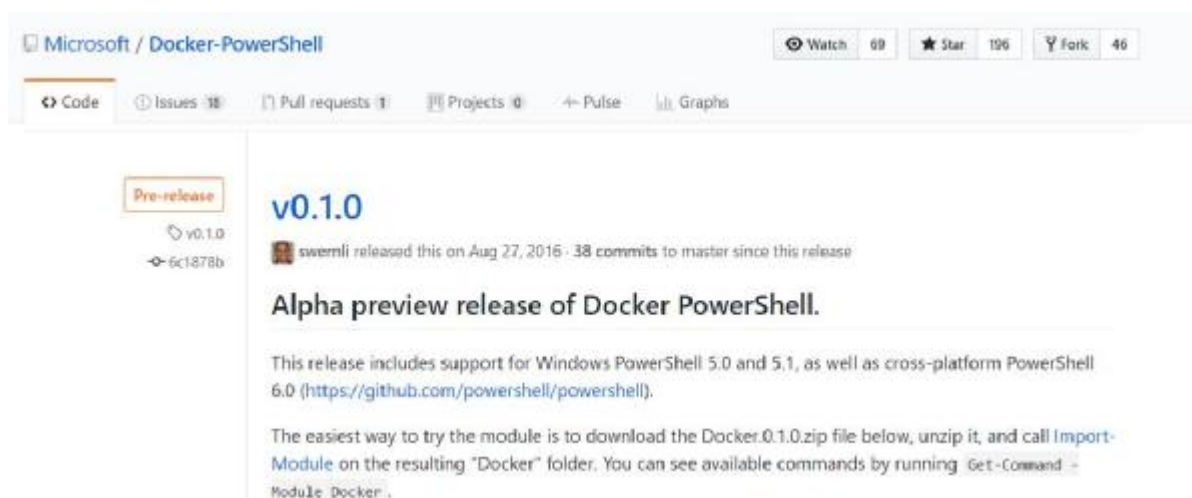 Microsoft / Docker-PowerShell
Watch 69 Star 196 Fork 46
Code Issues 18 Pull requests 1 Projects 0 Pulse Graphs
Pre-release
v0.1.0
6c1878b
v0.1.0
swernli released this on Aug 27, 2016 · 38 commits to master since this release
Alpha preview release of Docker PowerShell.
This release includes support for Windows PowerShell 5.0 and 5.1, as well as cross-platform PowerShell
6.0 (https://github.com/powershell/powershell).
The easiest way to try the module is to download the Docker.0.1.0.zip file below, unzip it, and call Import-
Module on the resulting "Docker" folder. You can see available commands by running Get-Command -
Module Docker.